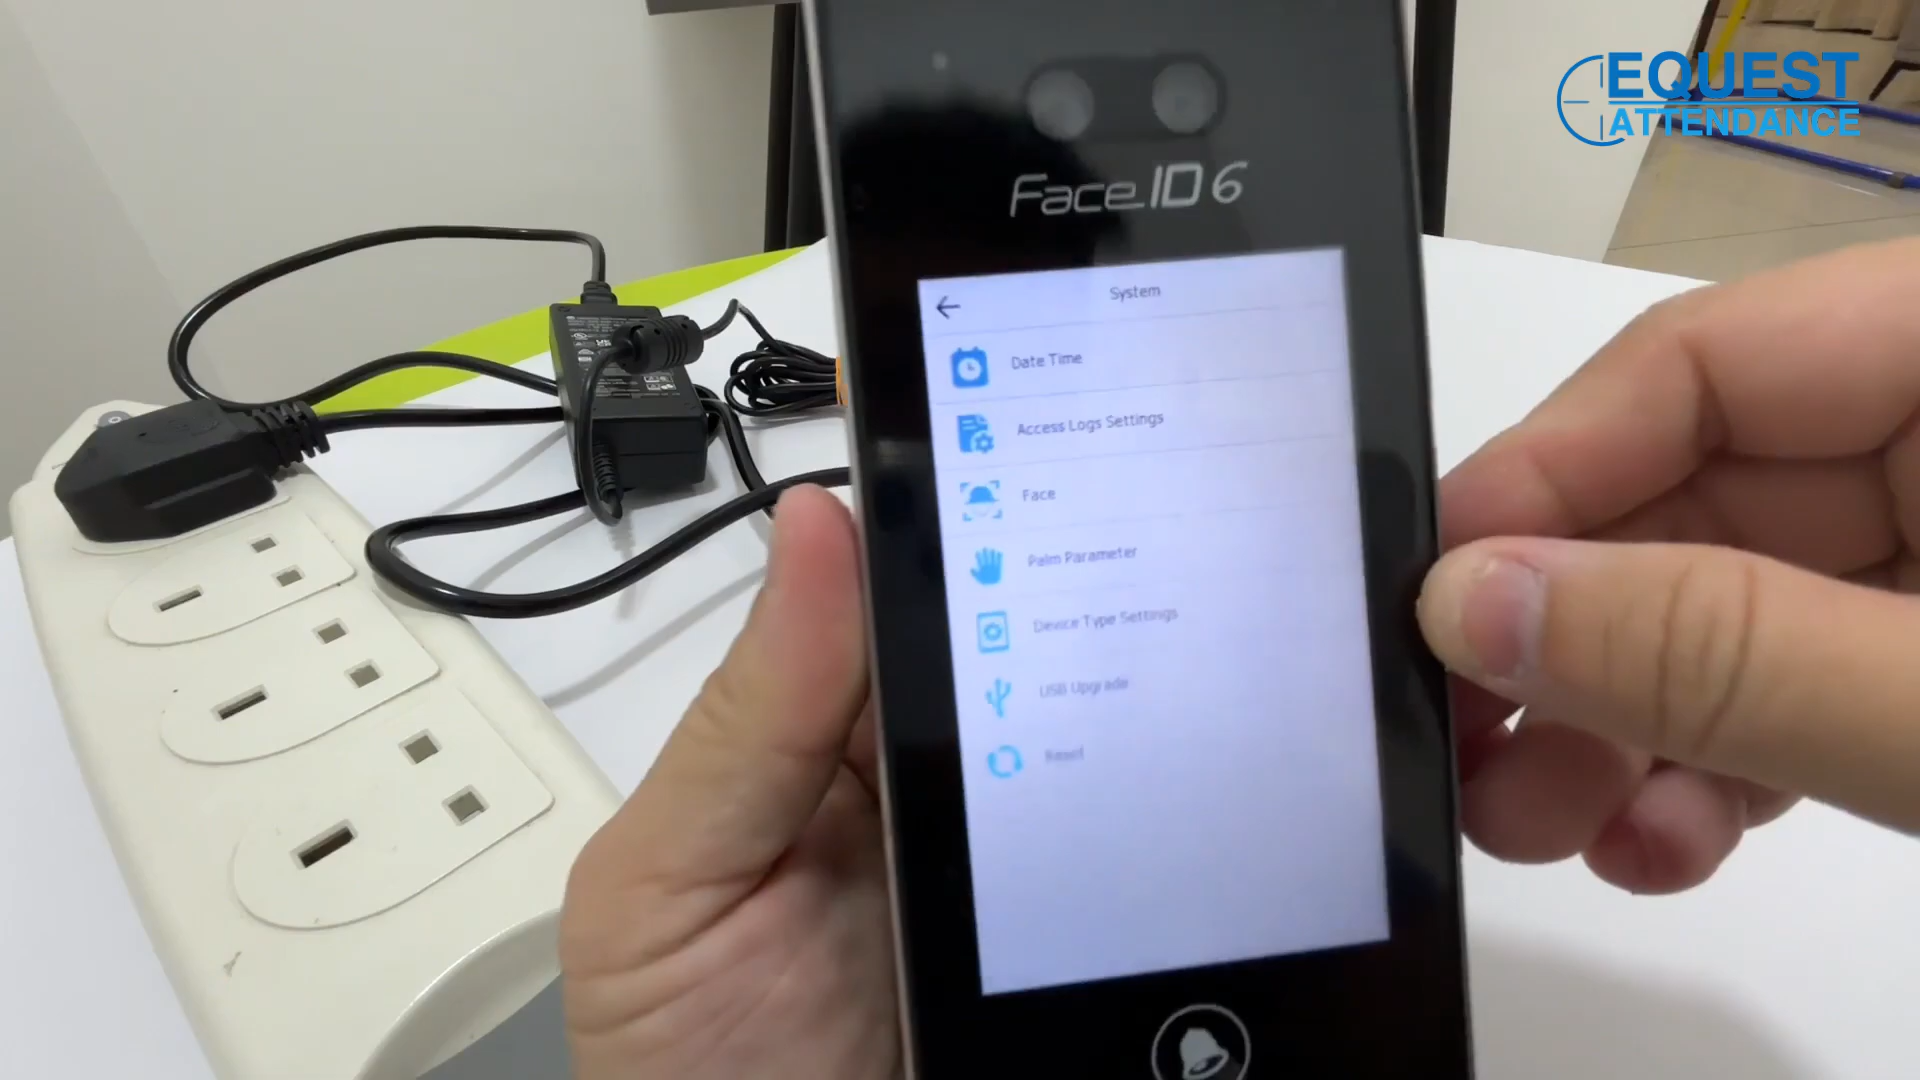 EQUEST
ATTENDANCE
Face ID 6
System
Date Time
Access Logs Settings
Face
Palm Parameter
Device Type Settings
USB Upgrade
Reset